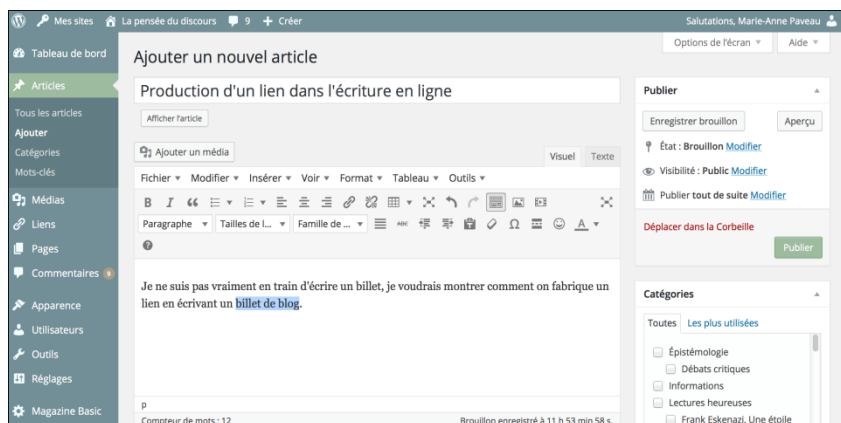 Mes sites La pensée du discours 9 + Créer Salutations, Marie-Anne Paveau
Options de l'écran Aide
Tableau de bord
Articles
Tous les articles
Ajouter
Catégories
Mots-clés
Médias
Liens
Pages
Commentaires
Apparence
Utilisateurs
Outils
Réglages
Magazine Basic
Ajouter un nouvel article
Production d'un lien dans l'écriture en ligne
Afficher l'article
Ajouter un média
Visuel Texte
Fichier Modifier Insérer Voir Format Tableau Outils
B I
Paragraphe Tailles de l... Famille de ... ABC Ω A
Je ne suis pas vraiment en train d'écrire un billet, je voudrais montrer comment on fabrique un
lien en écrivant un billet de blog.
p
Compteur de mots : 12 Brouillon enregistré à 11 h 53 min 58 s.
Publier
Enregistrer brouillon Aperçu
État : Brouillon Modifier
Visibilité : Public Modifier
Publier tout de suite Modifier
Déplacer dans la Corbeille
Publier
Catégories
Toutes Les plus utilisées
Épistémologie
Débats critiques
Informations
Lectures heureuses
Frank Eskenazi. Une étoile